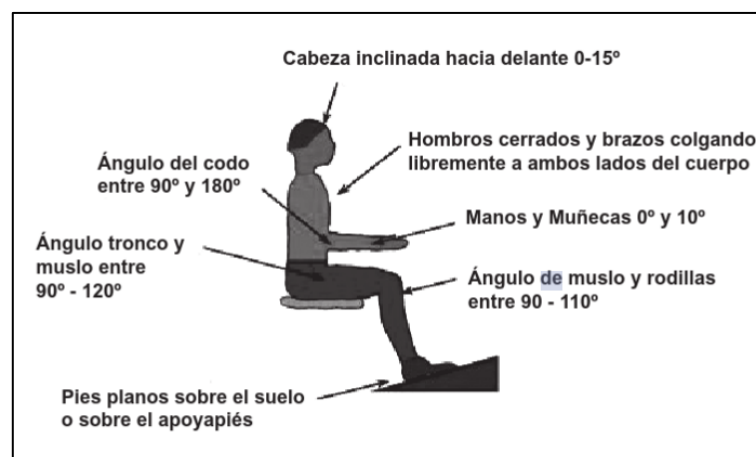 Cabeza inclinada hacia delante 0-15º
Hombros cerrados y brazos colgando
libremente a ambos lados del cuerpo
Ángulo del codo
entre 90º y 180º
Manos y Muñecas 0º y 10º
Ángulo tronco y
muslo entre
90º - 120º
Ángulo de muslo y rodillas
entre 90 - 110º
Pies planos sobre el suelo
o sobre el apoyapiés